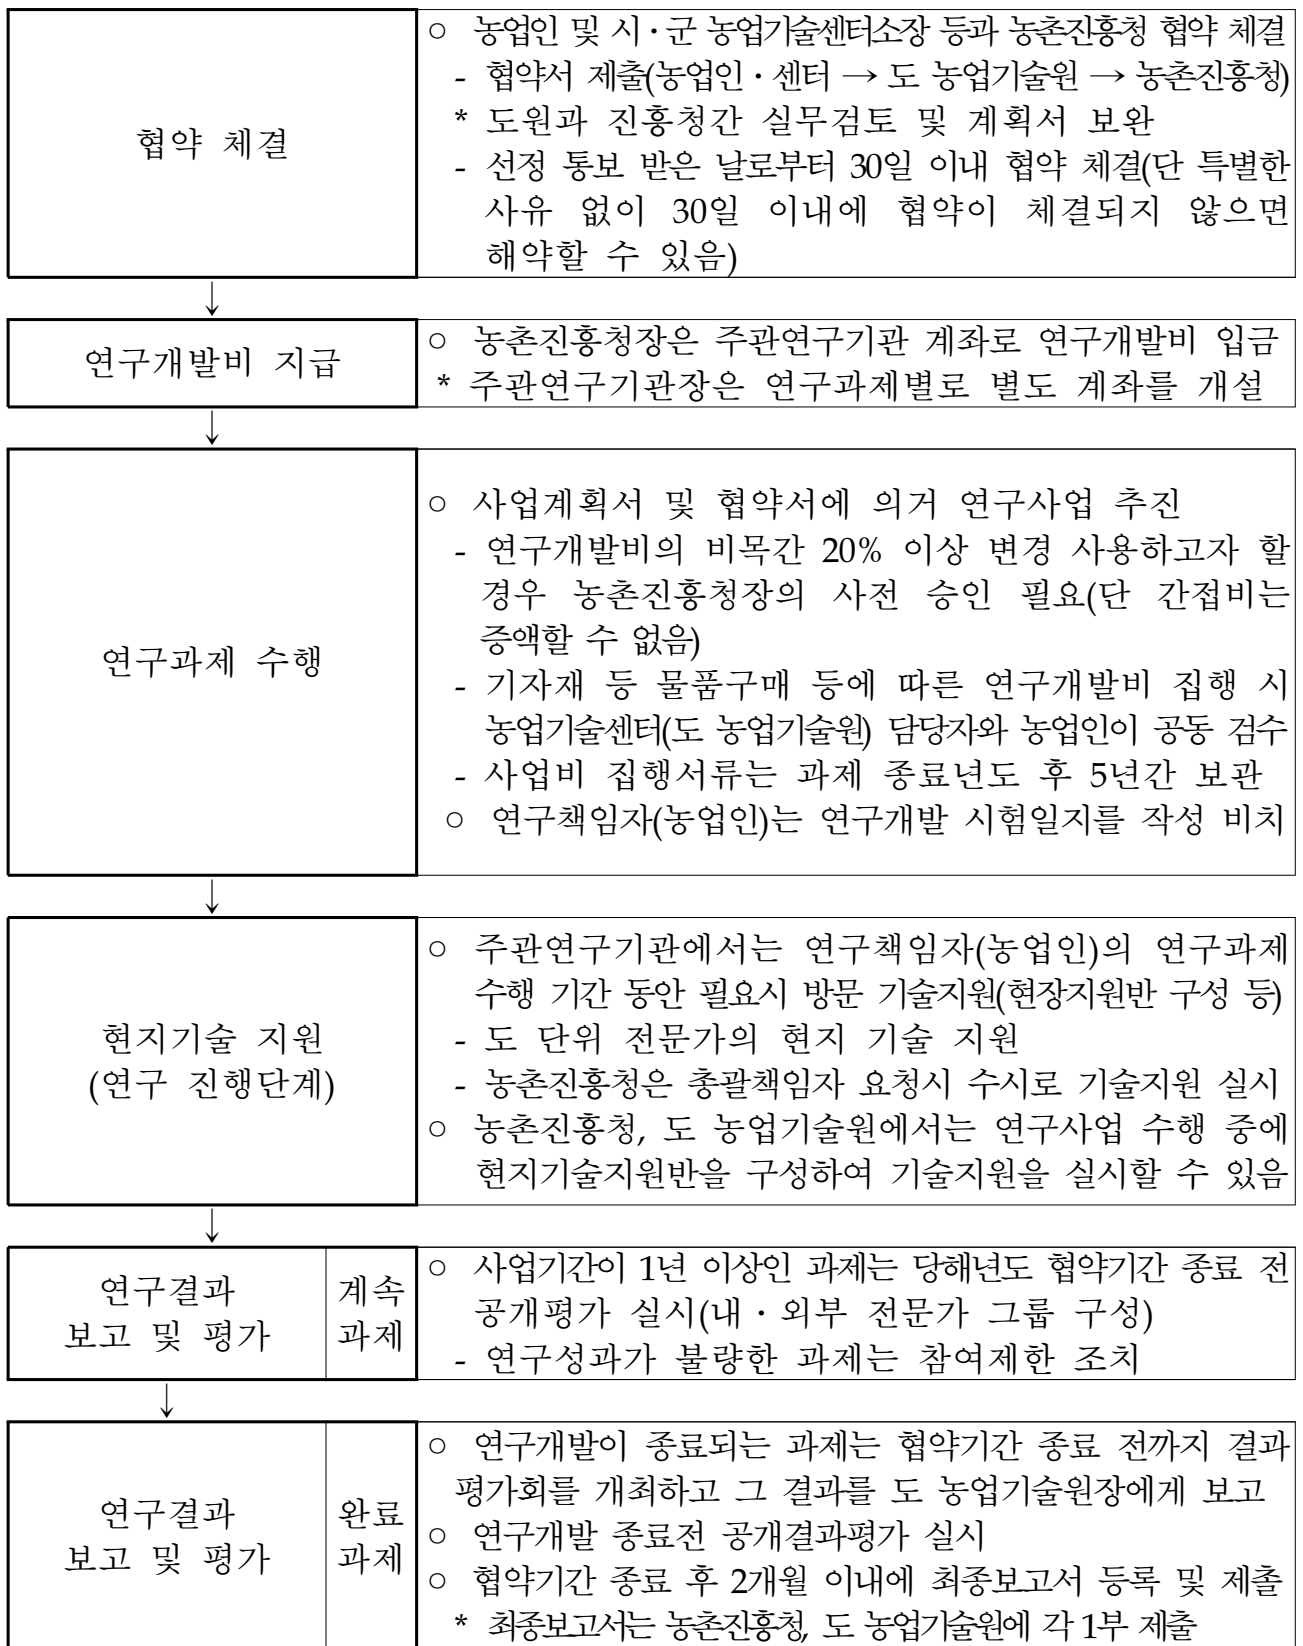 협약 체결
○ 농업인 및 시・군 농업기술센터소장 등과 농촌진흥청 협약 체결
- 협약서 제출(농업인・센터 → 도 농업기술원 → 농촌진흥청)
* 도원과 진흥청간 실무검토 및 계획서 보완
- 선정 통보 받은 날로부터 30일 이내 협약 체결(단 특별한
사유 없이 30일 이내에 협약이 체결되지 않으면
해약할 수 있음)
↓
연구개발비 지급
○ 농촌진흥청장은 주관연구기관 계좌로 연구개발비 입금
* 주관연구기관장은 연구과제별로 별도 계좌를 개설
↓
연구과제 수행
○ 사업계획서 및 협약서에 의거 연구사업 추진
- 연구개발비의 비목간 20% 이상 변경 사용하고자 할
경우 농촌진흥청장의 사전 승인 필요(단 간접비는
증액할 수 없음)
- 기자재 등 물품구매 등에 따른 연구개발비 집행 시
농업기술센터(도 농업기술원) 담당자와 농업인이 공동 검수
- 사업비 집행서류는 과제 종료년도 후 5년간 보관
○ 연구책임자(농업인)는 연구개발 시험일지를 작성 비치
↓
현지기술 지원
(연구 진행단계)
○ 주관연구기관에서는 연구책임자(농업인)의 연구과제
수행 기간 동안 필요시 방문 기술지원(현장지원반 구성 등)
- 도 단위 전문가의 현지 기술 지원
- 농촌진흥청은 총괄책임자 요청시 수시로 기술지원 실시
○ 농촌진흥청, 도 농업기술원에서는 연구사업 수행 중에
현지기술지원반을 구성하여 기술지원을 실시할 수 있음
↓
연구결과
보고 및 평가
계속
과제
○ 사업기간이 1년 이상인 과제는 당해년도 협약기간 종료 전
공개평가 실시(내・외부 전문가 그룹 구성)
- 연구성과가 불량한 과제는 참여제한 조치
↓
연구결과
보고 및 평가
완료
과제
○ 연구개발이 종료되는 과제는 협약기간 종료 전까지 결과
평가회를 개최하고 그 결과를 도 농업기술원장에게 보고
○ 연구개발 종료전 공개결과평가 실시
○ 협약기간 종료 후 2개월 이내에 최종보고서 등록 및 제출
* 최종보고서는 농촌진흥청, 도 농업기술원에 각 1부 제출